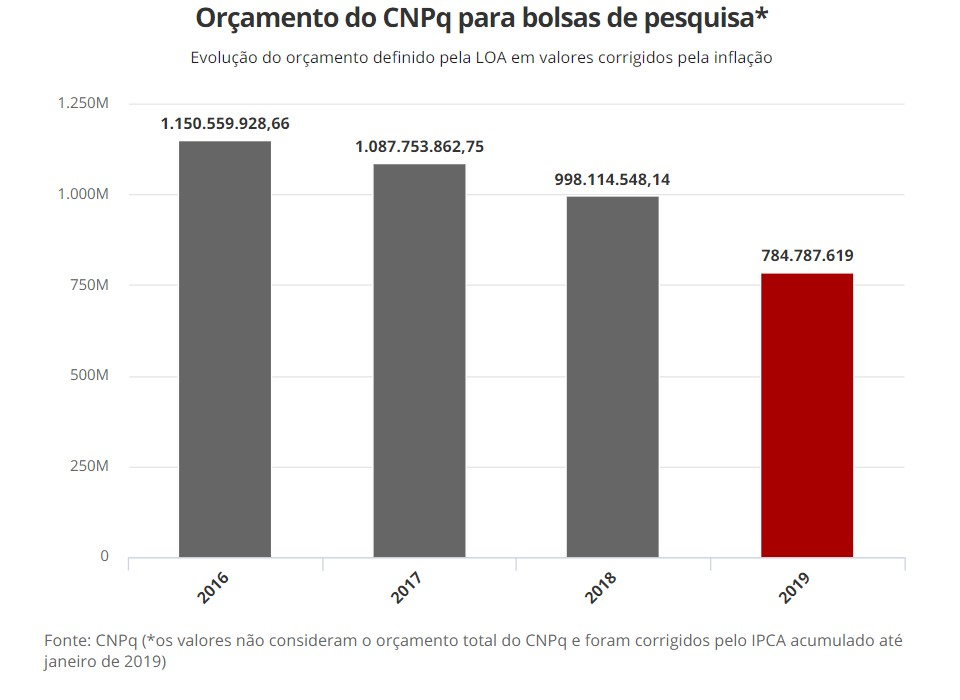 Orçamento do CNPq para bolsas de pesquisa*
Evolução do orçamento definido pela LOA em valores corrigidos pela inflação
1.250M
1.150.559.928,66
1.087.753.862,75
998.114.548,14
1.000M
784.787.619
750M
500M
250M
0
2016
2017
2018
2019
Fonte: CNPq (*os valores não consideram o orçamento total do CNPq e foram corrigidos pelo IPCA acumulado até
janeiro de 2019)